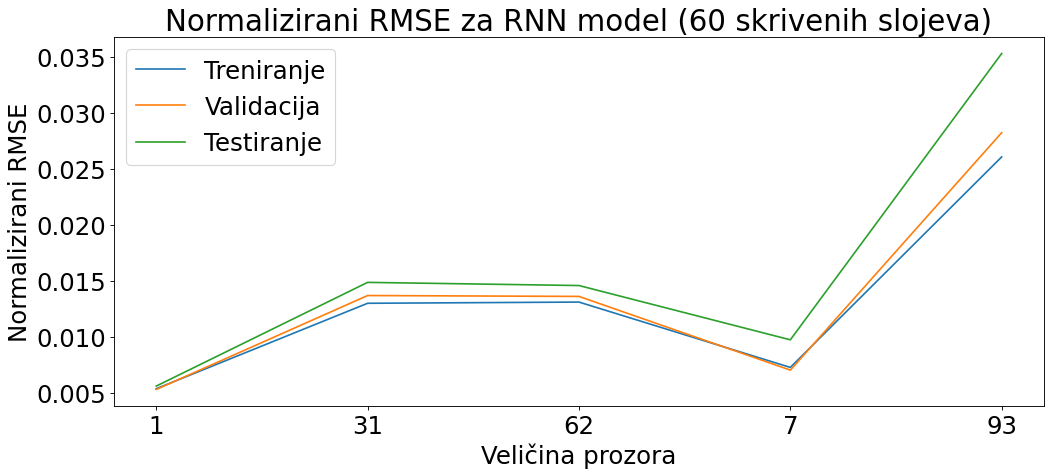 Normalizirani RMSE za RNN model (60 skrivenih slojeva)
Treniranje
Validacija
Testiranje
Normalizirani RMSE
0.035
0.030
0.025
0.020
0.015
0.010
0.005
1 31 62 7 93
Veličina prozora